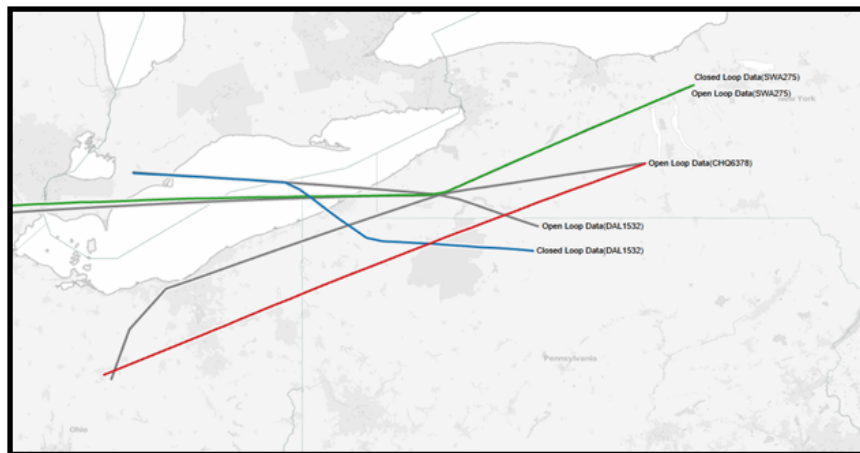 Closed Loop Data(SWA275)
Open Loop Data(SWA275)
New York
Open Loop Data(CHQ6378)
Open Loop Data(DAL1532)
Closed Loop Data(DAL1532)
Pennsylvania
Ohio